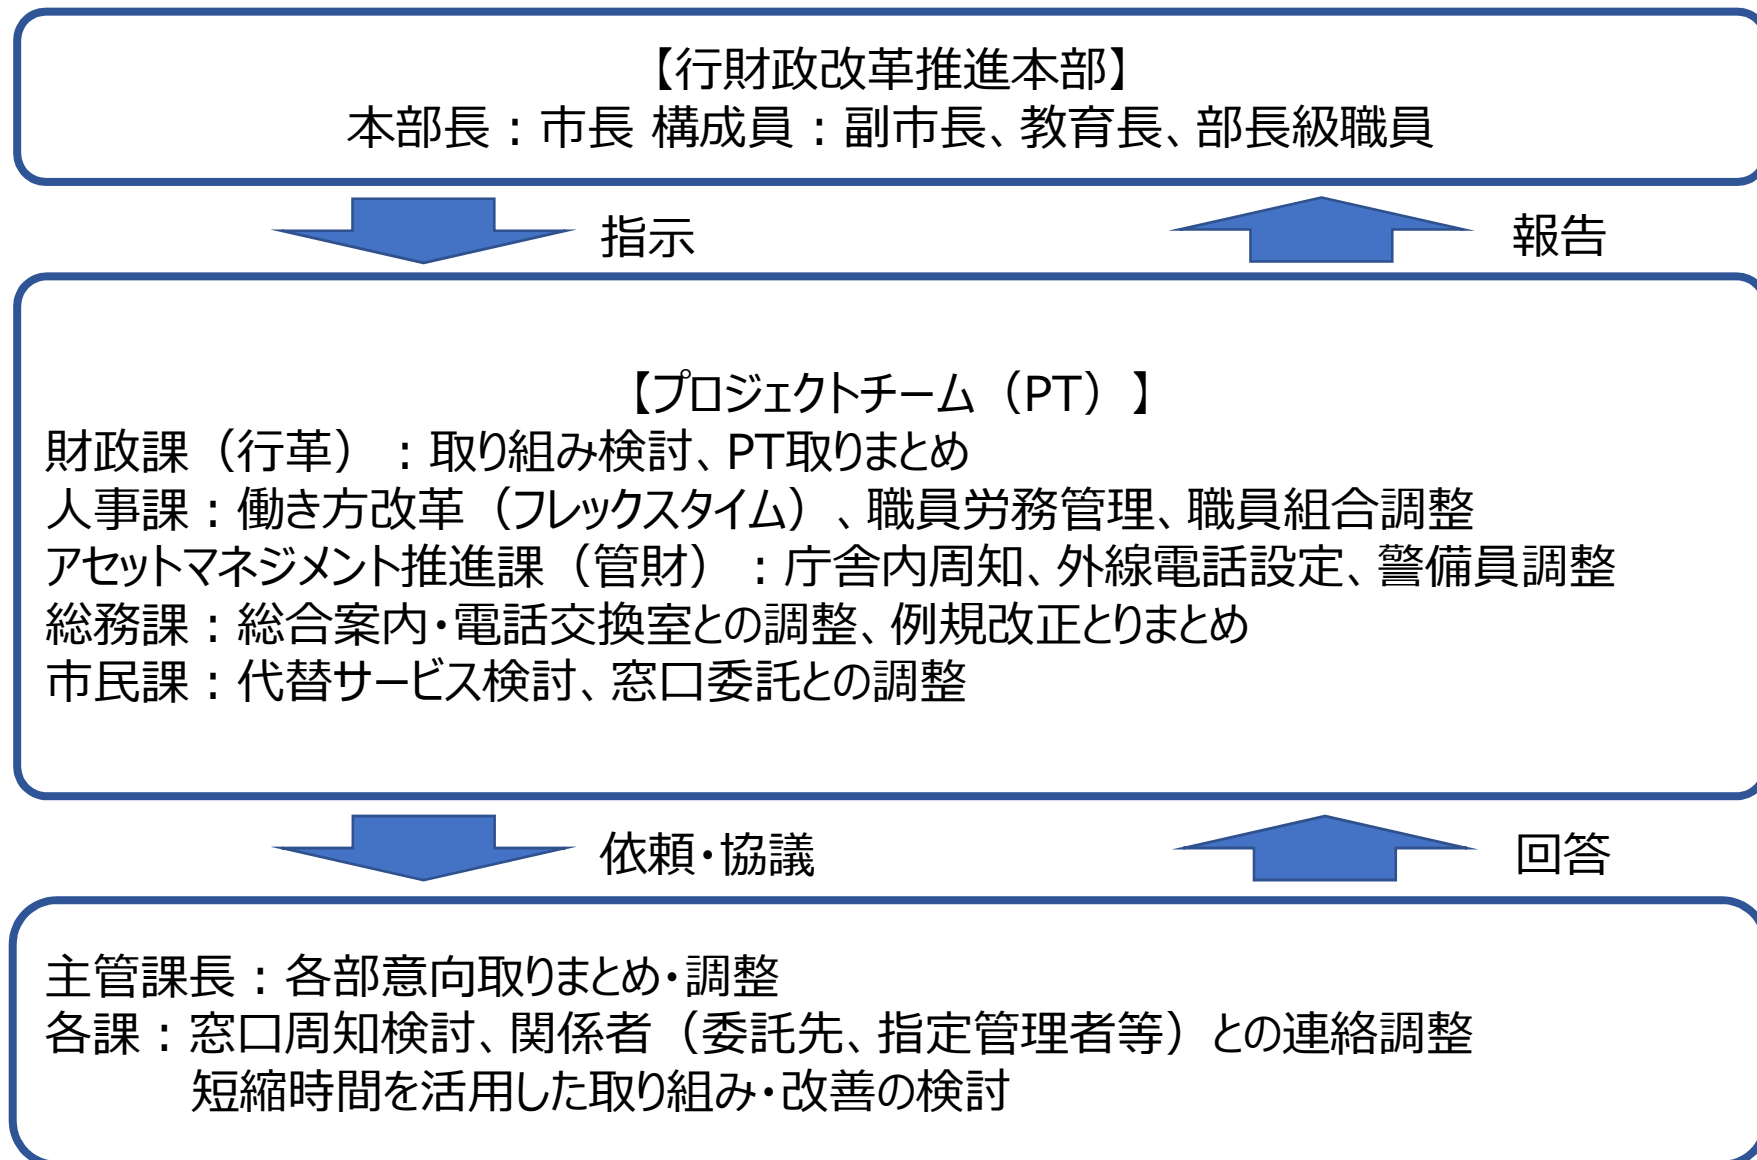 【行財政改革推進本部】
本部長：市長 構成員：副市長、教育長、部長級職員
指示
報告
【プロジェクトチーム（PT）】
財政課（行革）：取り組み検討、PT取りまとめ
人事課：働き方改革（フレックスタイム）、職員労務管理、職員組合調整
アセットマネジメント推進課（管財）：庁舎内周知、外線電話設定、警備員調整
総務課：総合案内・電話交換室との調整、例規改正とりまとめ
市民課：代替サービス検討、窓口委託との調整
依頼・協議
回答
主管課長：各部意向取りまとめ・調整
各課：窓口周知検討、関係者（委託先、指定管理者等）との連絡調整
短縮時間を活用した取り組み・改善の検討